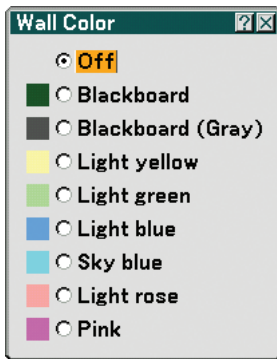 Wall Color
Off
Blackboard
Blackboard (Gray)
Light yellow
Light green
Light blue
Sky blue
Light rose
Pink